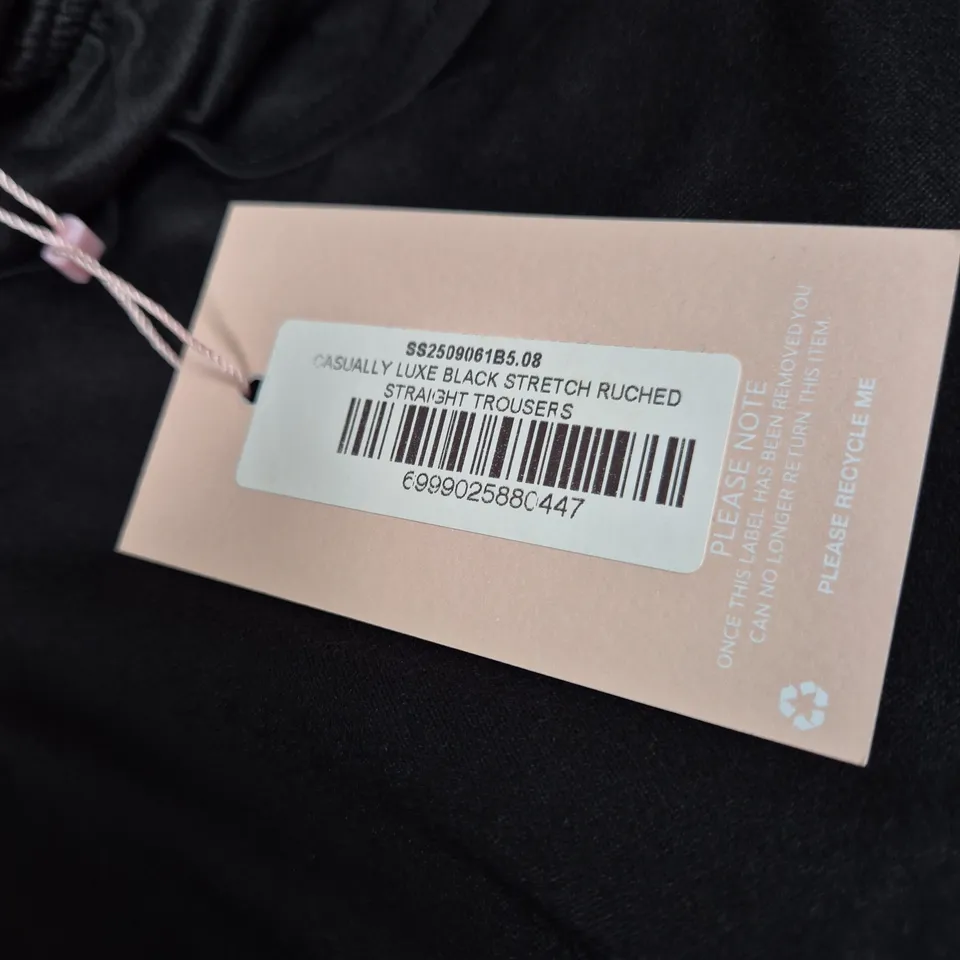 SS2509061B5.08
CASUALLY LUXE BLACK STRETCH RUCHED
STRAIGHT TROUSERS
6999025880447
PLEASE NOTE
ONCE THIS LABEL HAS BEEN REMOVED YOU
CAN NO LONGER RETURN THIS ITEM.
PLEASE RECYCLE ME